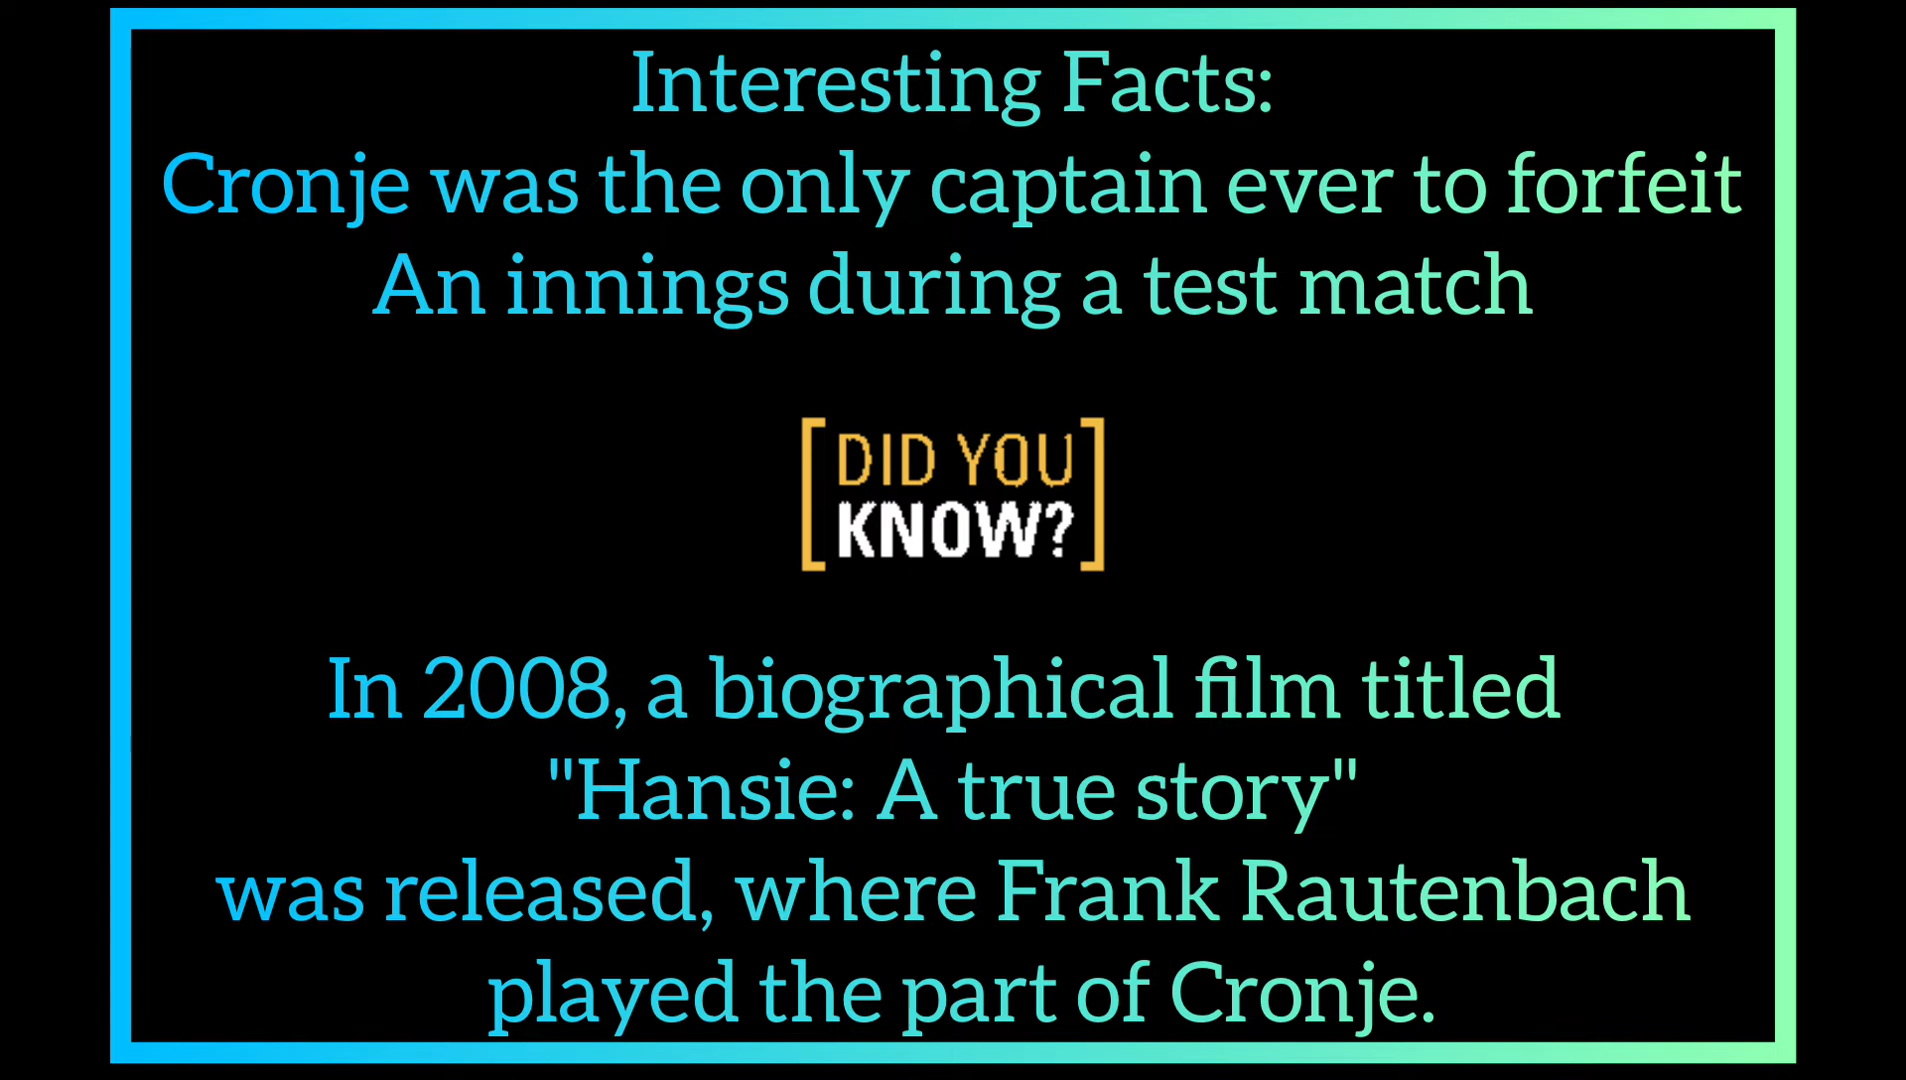 Interesting Facts:
Cronje was the only captain ever to forfeit
An innings during a test match
DID YOU
KNOW?
In 2008, a biographical film titled
"Hansie: A true story"
was released, where Frank Rautenbach
played the part of Cronje.